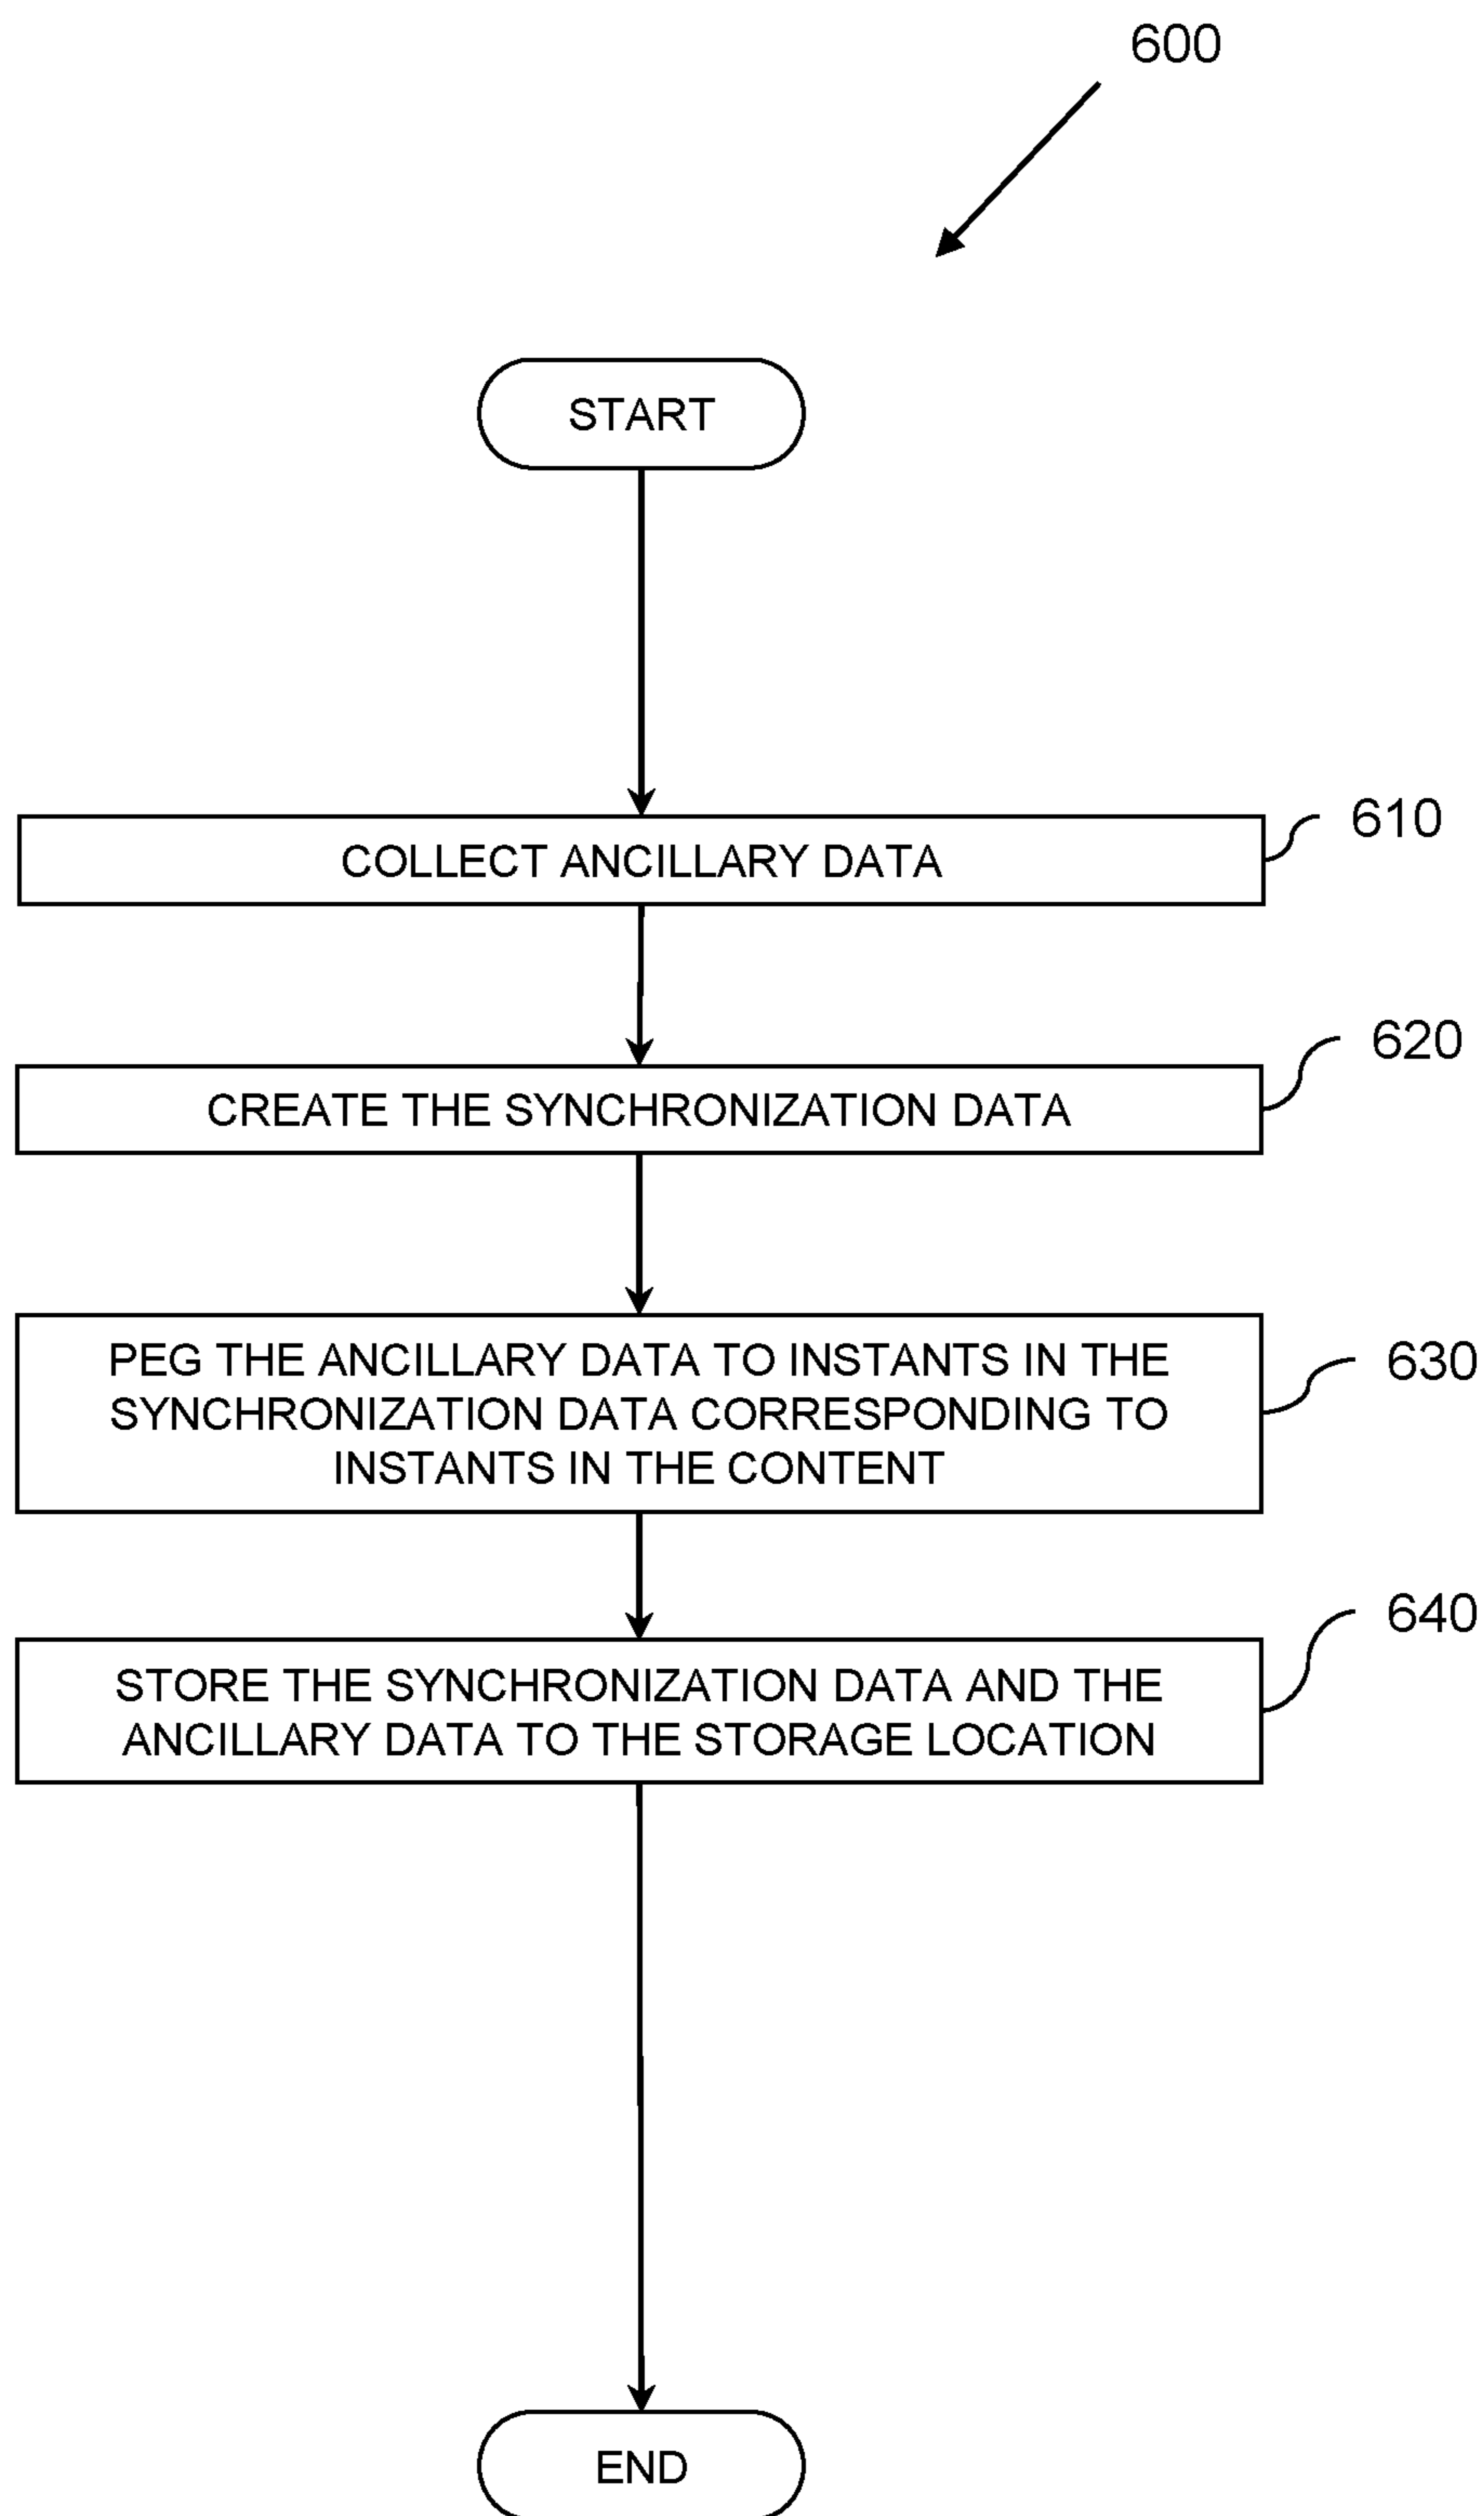 600
START
COLLECT ANCILLARY DATA
610
CREATE THE SYNCHRONIZATION DATA
620
PEG THE ANCILLARY DATA TO INSTANTS IN THE
SYNCHRONIZATION DATA CORRESPONDING TO
INSTANTS IN THE CONTENT
630
STORE THE SYNCHRONIZATION DATA AND THE
ANCILLARY DATA TO THE STORAGE LOCATION
640
END